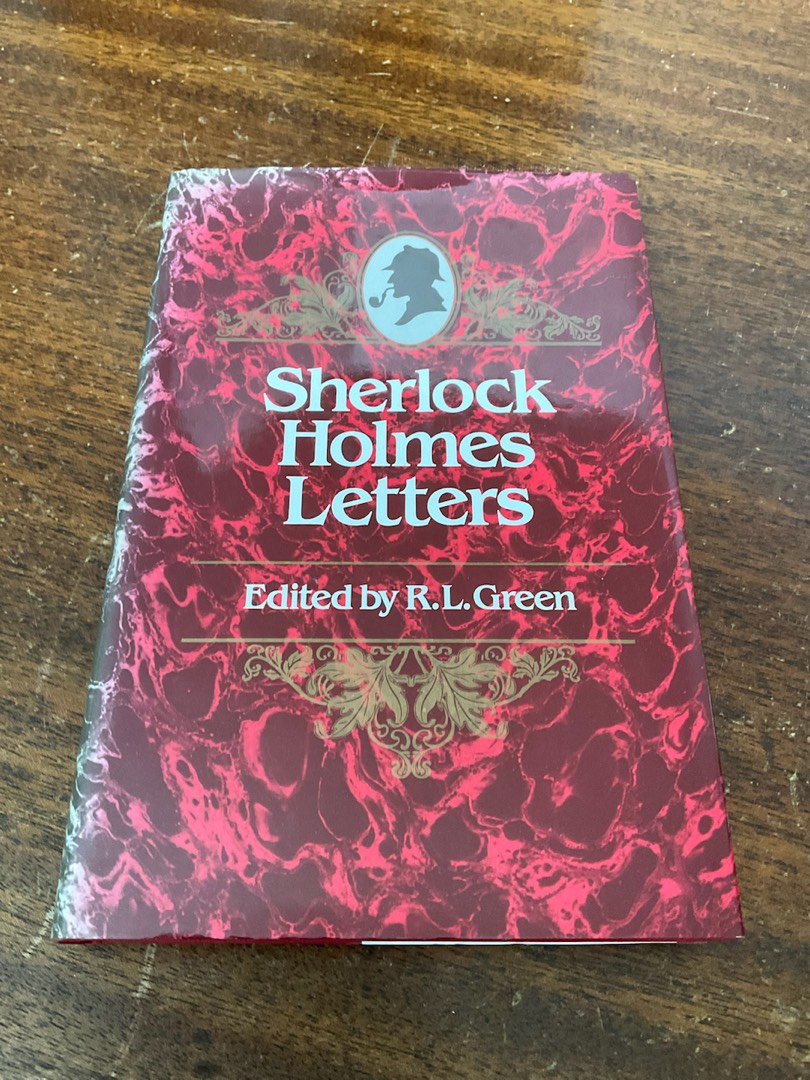 Sherlock
Holmes
Letters
Edited by R.L.Green